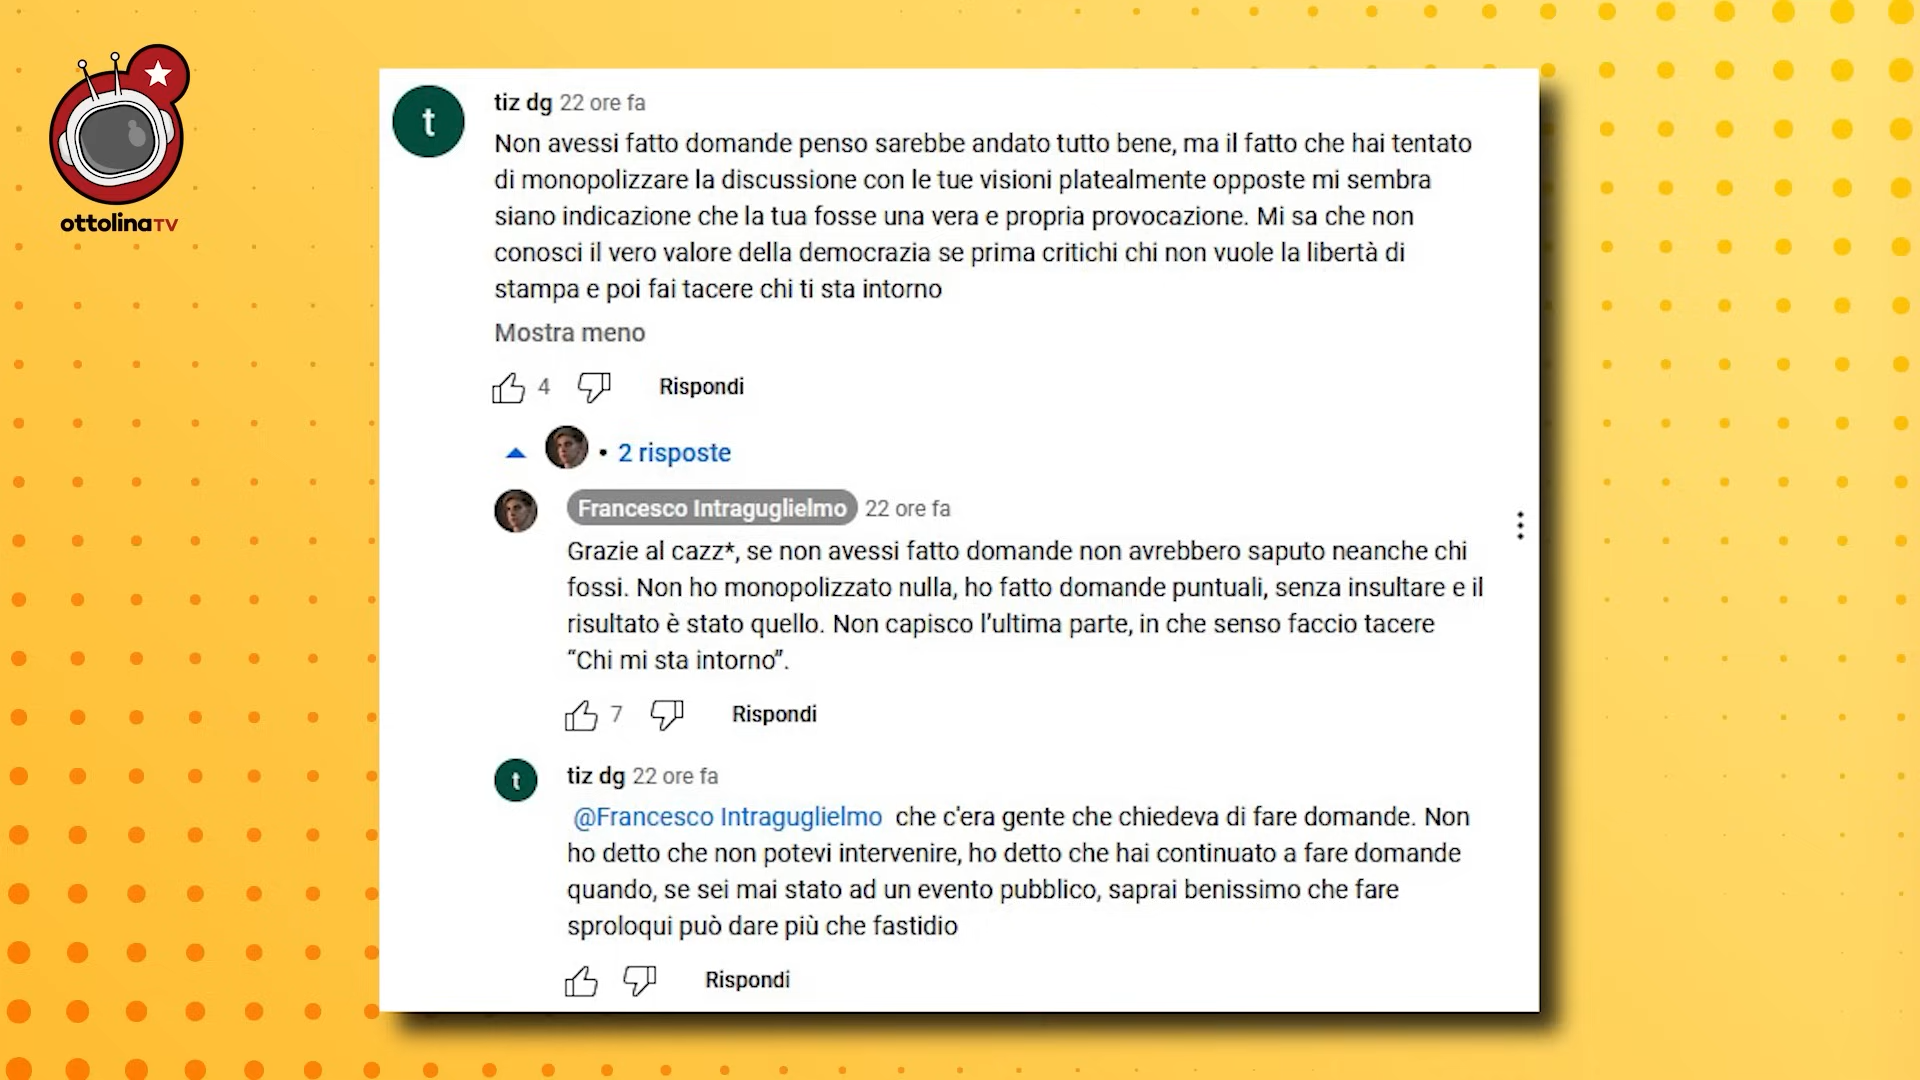 ottolinaTV
t
tiz dg 22 ore fa
Non avessi fatto domande penso sarebbe andato tutto bene, ma il fatto che hai tentato
di monopolizzare la discussione con le tue visioni platealmente opposte mi sembra
siano indicazione che la tua fosse una vera e propria provocazione. Mi sa che non
conosci il vero valore della democrazia se prima critichi chi non vuole la libertà di
stampa e poi fai tacere chi ti sta intorno
Mostra meno
4 Rispondi
• 2 risposte
Francesco Intraguglielmo 22 ore fa
Grazie al cazz*, se non avessi fatto domande non avrebbero saputo neanche chi
fossi. Non ho monopolizzato nulla, ho fatto domande puntuali, senza insultare e il
risultato è stato quello. Non capisco l’ultima parte, in che senso faccio tacere
“Chi mi sta intorno”.
7 Rispondi
t
tiz dg 22 ore fa
@Francesco Intraguglielmo che c'era gente che chiedeva di fare domande. Non
ho detto che non potevi intervenire, ho detto che hai continuato a fare domande
quando, se sei mai stato ad un evento pubblico, saprai benissimo che fare
sproloqui può dare più che fastidio
Rispondi